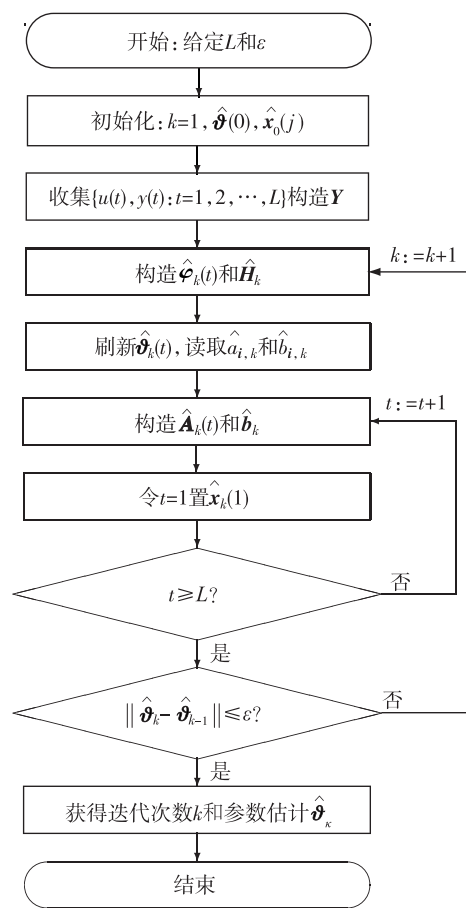 开始:给定L和ε
初始化:k=1,ϑ̂(0),x̂₀(j)
收集{u(t),y(t):t=1,2,⋯,L}构造Y
k:=k+1
构造φ̂ₖ(t)和Ĥₖ
刷新ϑ̂ₖ(t),读取âᵢ,ₖ和b̂ᵢ,ₖ
t:=t+1
构造Âₖ(t)和b̂ₖ
令t=1置x̂ₖ(1)
t≥L?
否
是
‖ϑ̂ₖ-ϑ̂ₖ₋₁‖≤ε?
否
是
获得迭代次数k和参数估计ϑ̂κ
结束